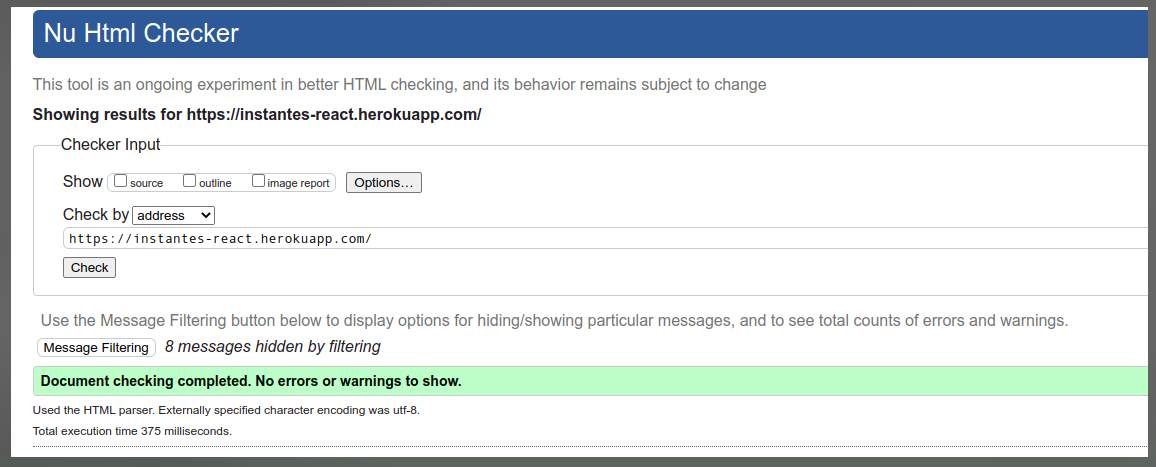 Nu Html Checker
This tool is an ongoing experiment in better HTML checking, and its behavior remains subject to change
Showing results for https://instantes-react.herokuapp.com/
Checker Input
Show source outline image report Options...
Check by address
https://instantes-react.herokuapp.com/
Check
Use the Message Filtering button below to display options for hiding/showing particular messages, and to see total counts of errors and warnings.
Message Filtering 8 messages hidden by filtering
Document checking completed. No errors or warnings to show.
Used the HTML parser. Externally specified character encoding was utf-8.
Total execution time 375 milliseconds.